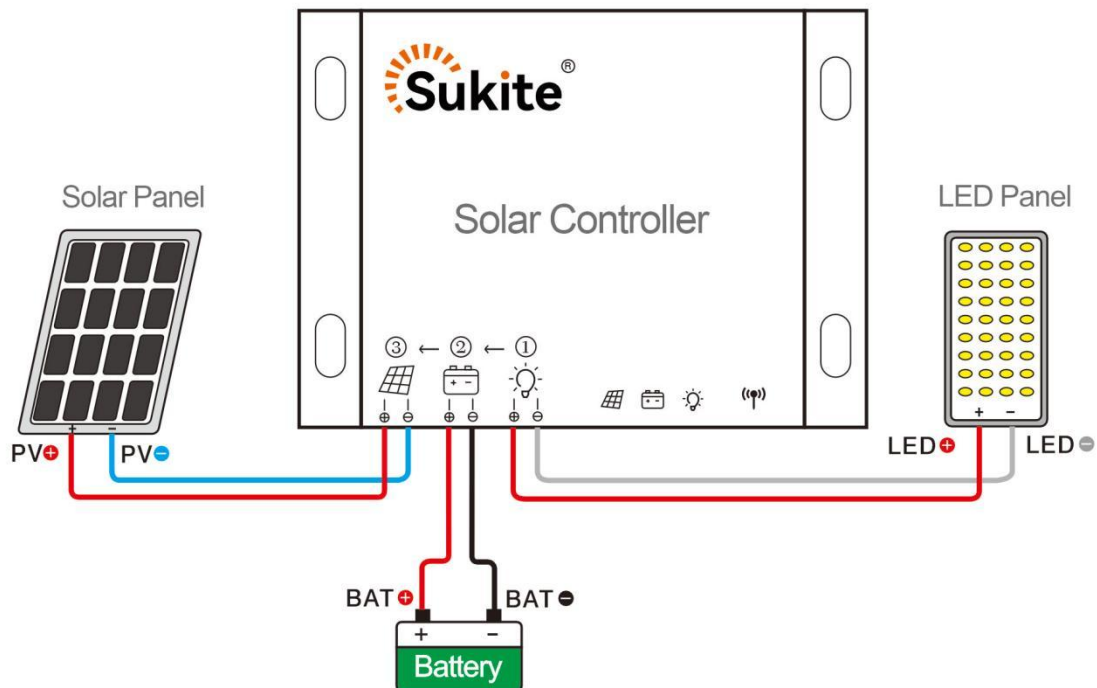 Sukite®
Solar Panel
LED Panel
Solar Controller
③ ← ② ← ①
+ -
⊕ ⊖ ⊕ ⊖ ⊕ ⊖
+ -
+ -
PV⊕ PV⊖
LED⊕ LED⊖
BAT⊕ BAT⊖
+ -
Battery